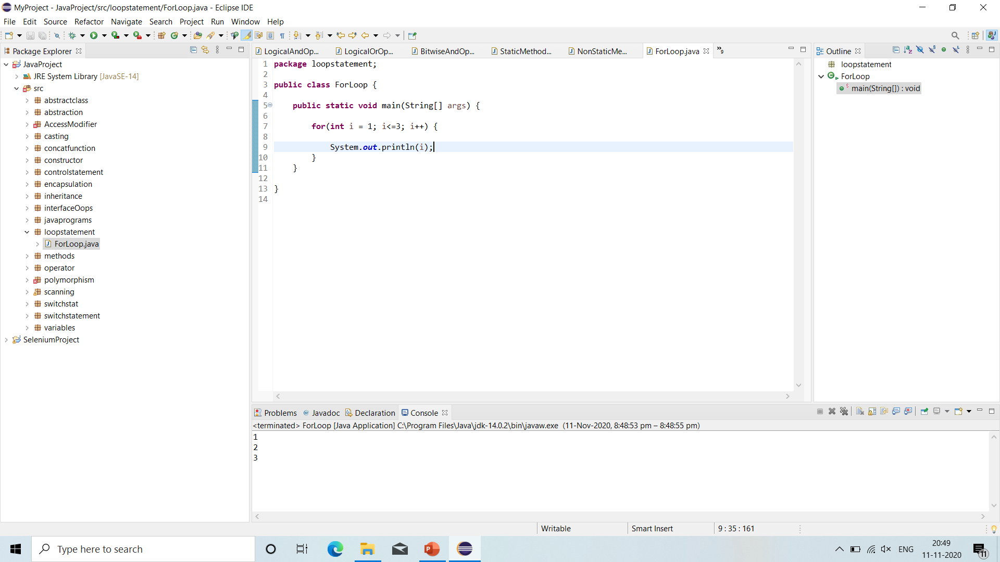 MyProject - JavaProject/src/loopstatement/ForLoop.java - Eclipse IDE
File Edit Source Refactor Navigate Search Project Run Window Help
Package Explorer
JavaProject
JRE System Library [JavaSE-14]
src
abstractclass
abstraction
AccessModifier
casting
concatfunction
constructor
controlstatement
encapsulation
inheritance
interfaceOops
javaprograms
loopstatement
ForLoop.java
methods
operator
polymorphism
scanning
switchstat
switchstatement
variables
SeleniumProject
LogicalAndOp... LogicalOrOp... BitwiseAndOp... StaticMethod... NonStaticMe... ForLoop.java »9
1 package loopstatement;
2
3 public class ForLoop {
4
5 public static void main(String[] args) {
6
7 for(int i = 1; i<=3; i++) {
8
9 System.out.println(i);
10 }
11 }
12
13 }
14
Outline
loopstatement
ForLoop
main(String[]) : void
Problems @ Javadoc Declaration Console
<terminated> ForLoop [Java Application] C:\Program Files\Java\jdk-14.0.2\bin\javaw.exe (11-Nov-2020, 8:48:53 pm – 8:48:55 pm)
1
2
3
Writable Smart Insert 9 : 35 : 161
Type here to search
ENG
20:49
11-11-2020
11